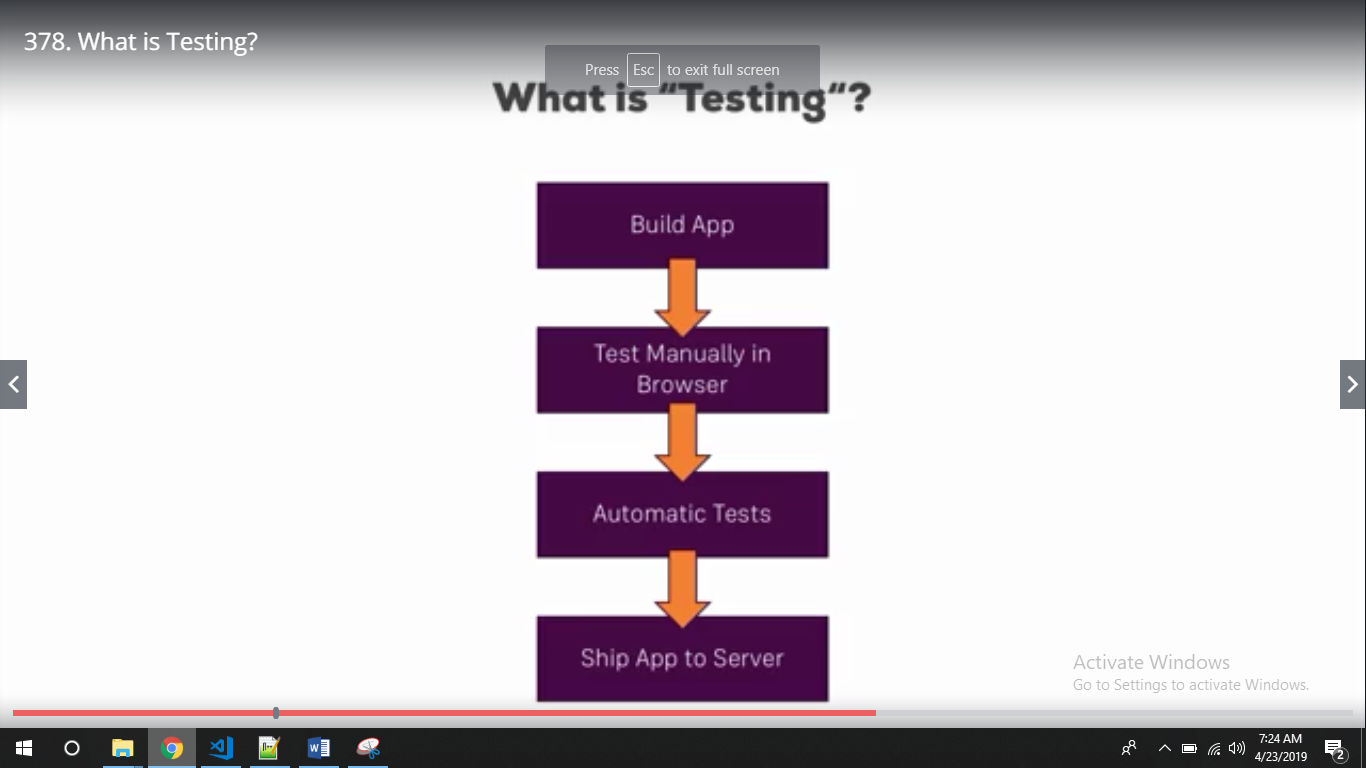 378. What is Testing?
Press Esc to exit full screen
What is “Testing“?
Build App
Test Manually in
Browser
Automatic Tests
Ship App to Server
Activate Windows
Go to Settings to activate Windows.
7:24 AM
4/23/2019
2